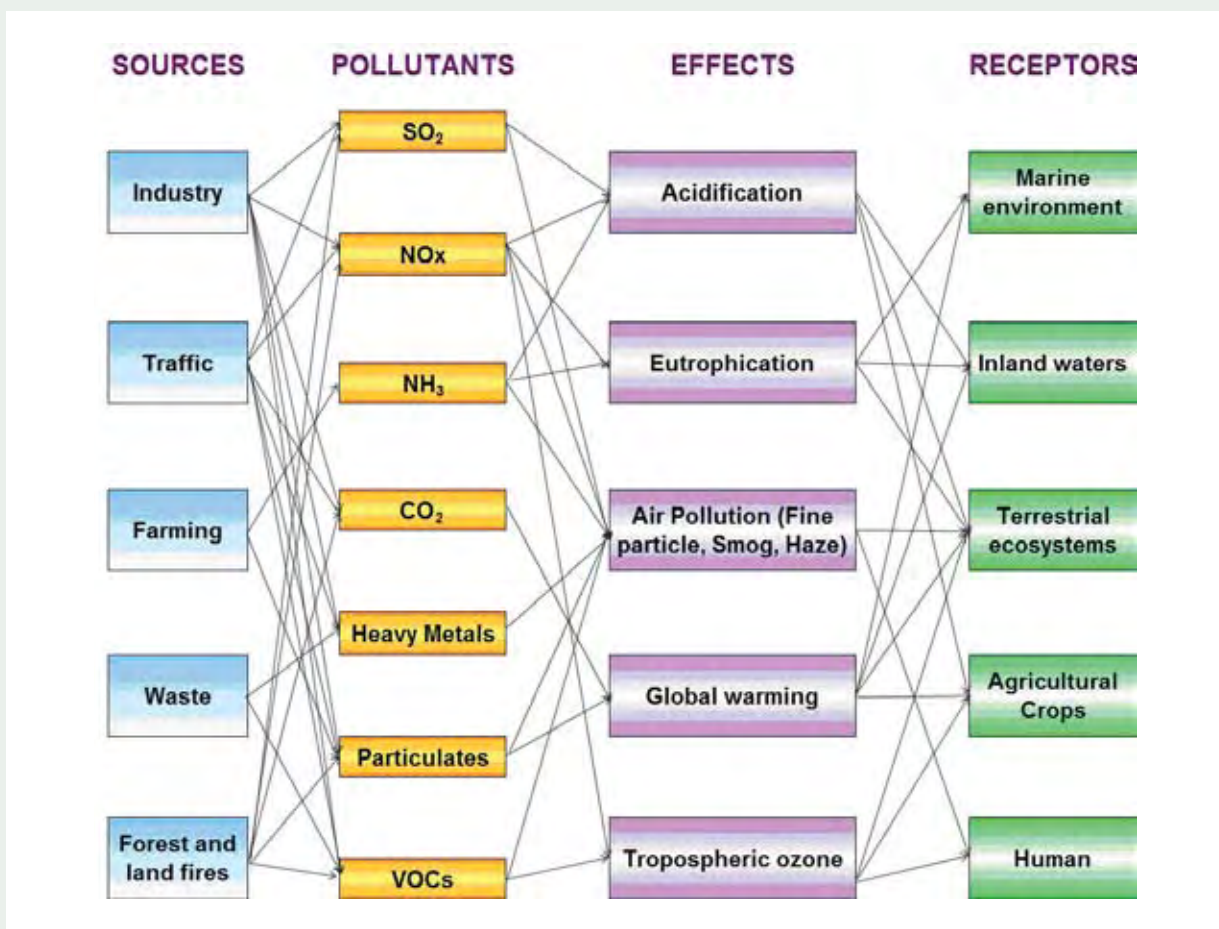 SOURCES
POLLUTANTS
EFFECTS
RECEPTORS
Industry
Traffic
Farming
Waste
Forest and
land fires
SO₂
NOx
NH₃
CO₂
Heavy Metals
Particulates
VOCs
Acidification
Eutrophication
Air Pollution (Fine
particle, Smog, Haze)
Global warming
Tropospheric ozone
Marine
environment
Inland waters
Terrestrial
ecosystems
Agricultural
Crops
Human